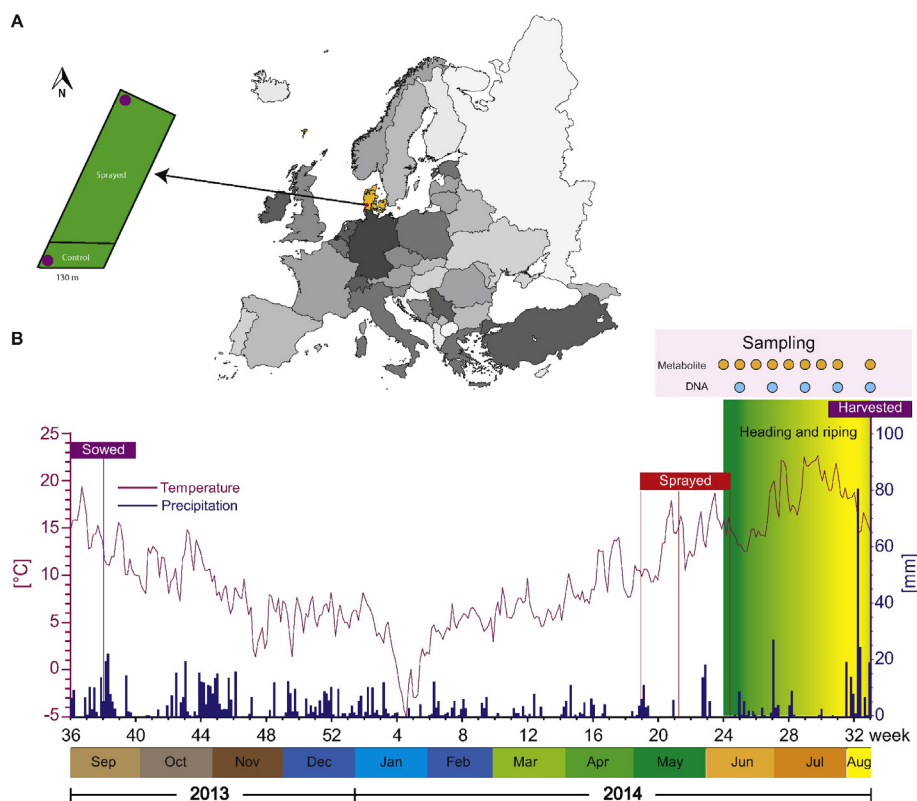 A
N
Sprayed
Control
130 m
B
Sampling
Metabolite
DNA
Harvested
Heading and riping
Sowed
Sprayed
Temperature
Precipitation
[°C]
25
20
15
10
5
0
-5
[mm]
100
80
60
40
20
0
36 40 44 48 52 4 8 12 16 20 24 28 32 week
Sep Oct Nov Dec Jan Feb Mar Apr May Jun Jul Aug
2013 2014